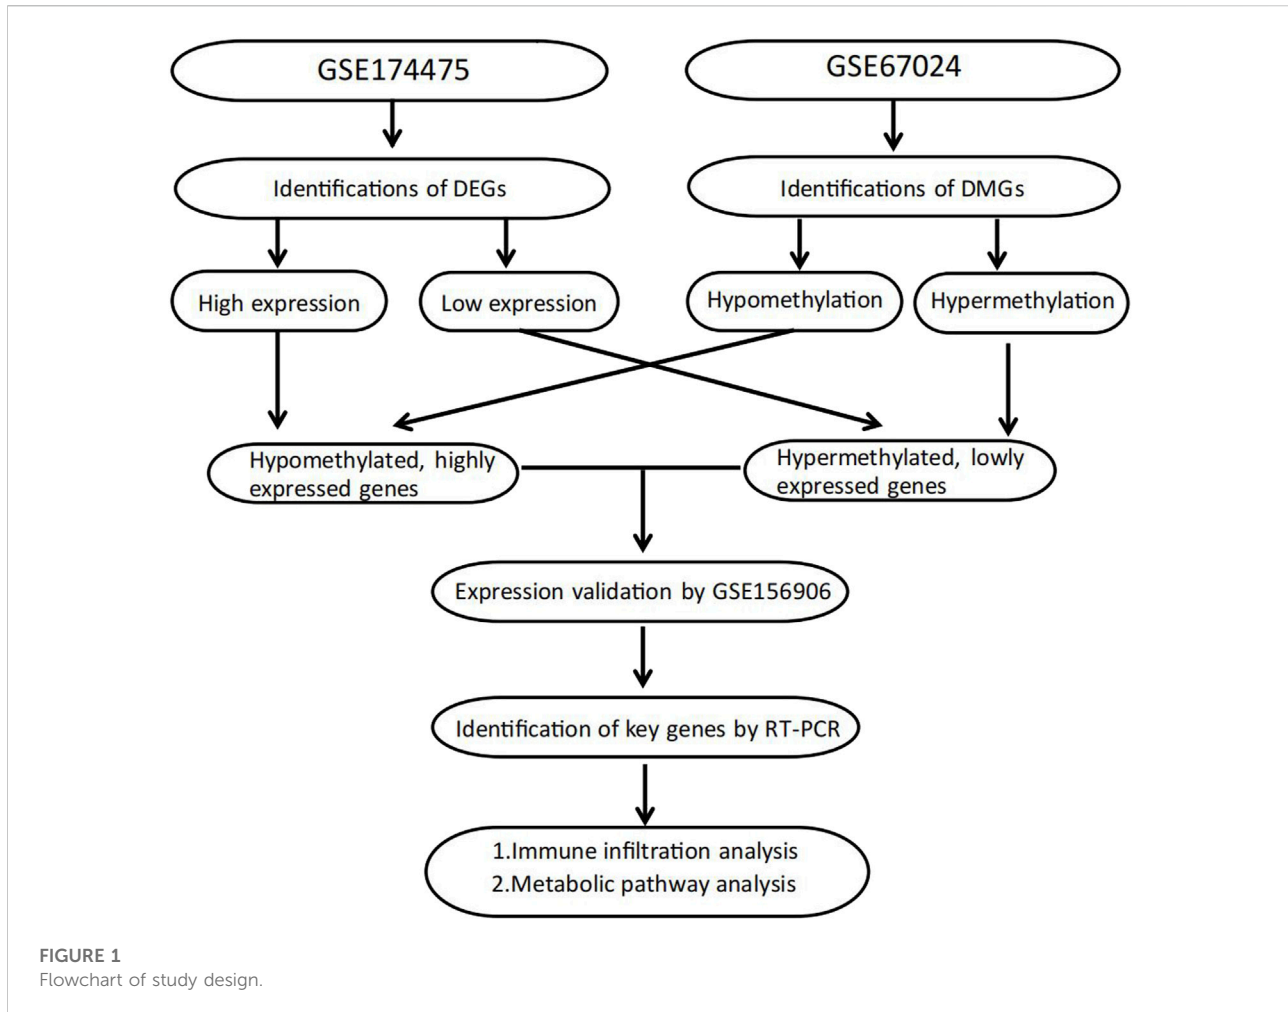 GSE174475
GSE67024
Identifications of DEGs
Identifications of DMGs
High expression
Low expression
Hypomethylation
Hypermethylation
Hypomethylated, highly
expressed genes
Hypermethylated, lowly
expressed genes
Expression validation by GSE156906
Identification of key genes by RT-PCR
1.Immune infiltration analysis
2.Metabolic pathway analysis
FIGURE 1
Flowchart of study design.